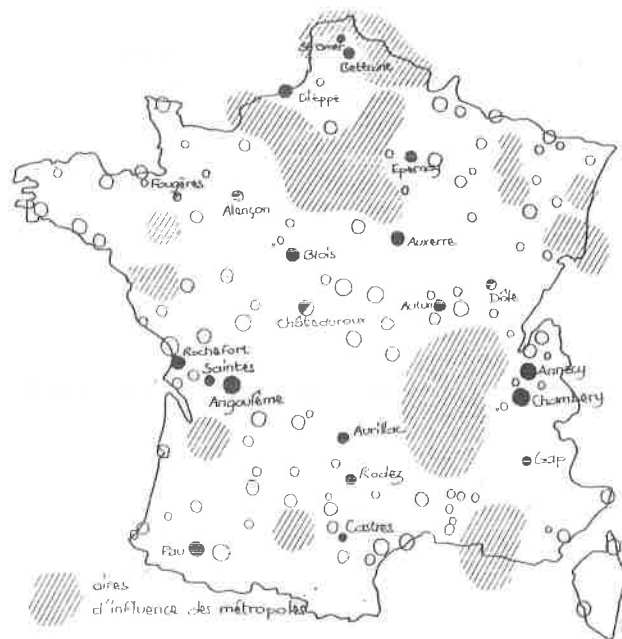 St Omer
Bethune
Dieppe
Epernay
Fougères
Alençon
Auxerre
Blois
Autun
Dôle
Châteauroux
Rochefort
Saintes
Angoulême
Annecy
Chambéry
Aurillac
Gap
Rodez
Castres
Pau
aires
d'influence des métropoles